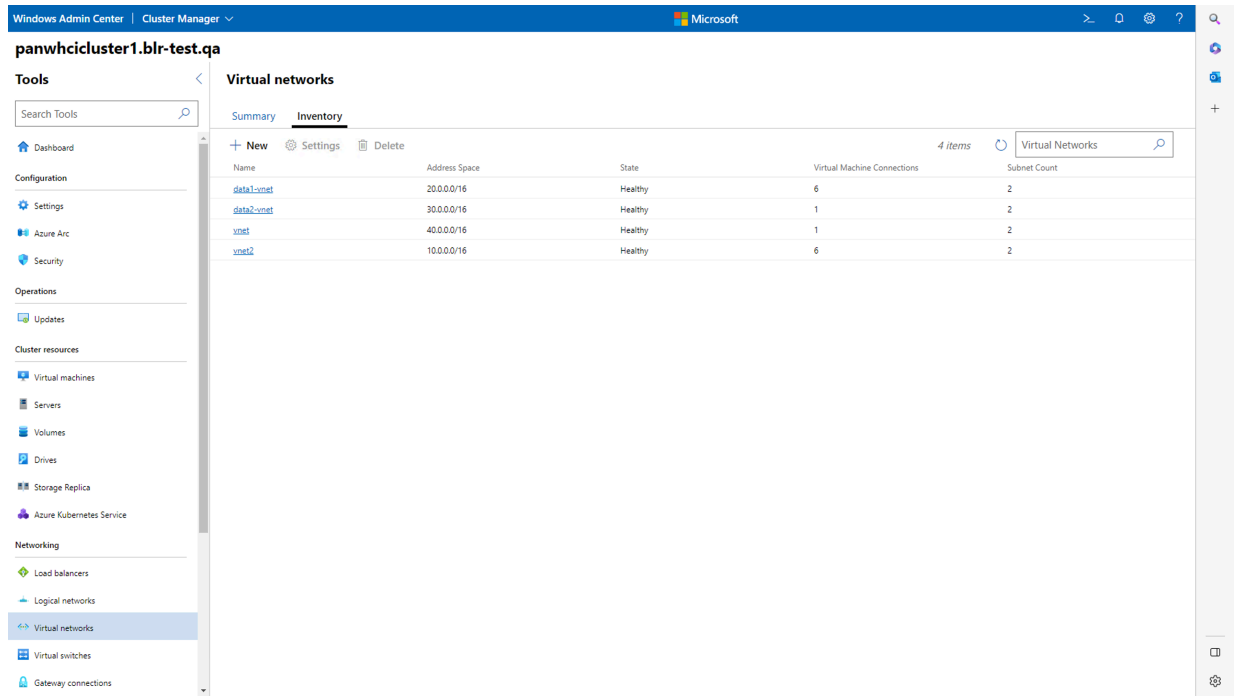 Windows Admin Center | Cluster Manager
Microsoft
panwhcicluster1.blr-test.qa
Tools
Search Tools
Dashboard
Configuration
Settings
Azure Arc
Security
Operations
Updates
Cluster resources
Virtual machines
Servers
Volumes
Drives
Storage Replica
Azure Kubernetes Service
Networking
Load balancers
Logical networks
Virtual networks
Virtual switches
Gateway connections
Virtual networks
Summary Inventory
New Settings Delete 4 items Virtual Networks
Name Address Space State Virtual Machine Connections Subnet Count
data1-vnet 20.0.0.0/16 Healthy 6 2
data2-vnet 30.0.0.0/16 Healthy 1 2
vnet 40.0.0.0/16 Healthy 1 2
vnet2 10.0.0.0/16 Healthy 6 2